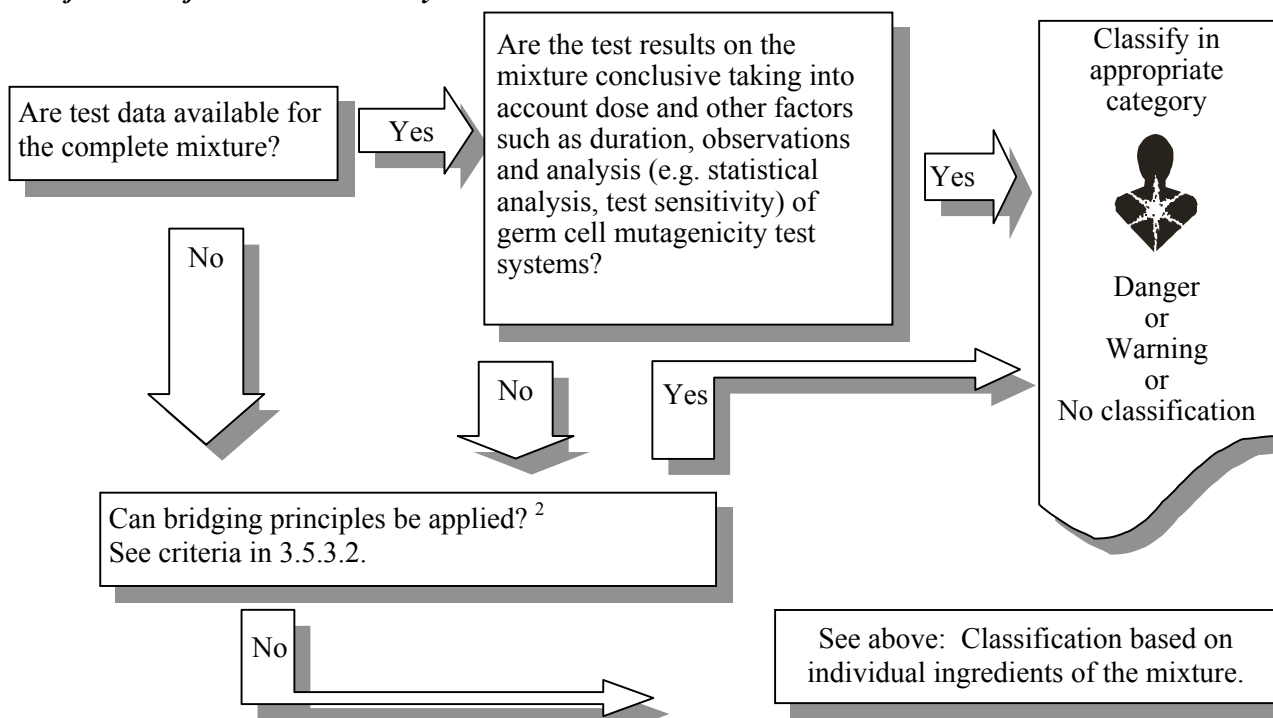 Are test data available for
the complete mixture?
Yes
Are the test results on the
mixture conclusive taking into
account dose and other factors
such as duration, observations
and analysis (e.g. statistical
analysis, test sensitivity) of
germ cell mutagenicity test
systems?
Yes
Classify in
appropriate
category
Danger
or
Warning
or
No classification
No
No
Yes
Can bridging principles be applied? 2
See criteria in 3.5.3.2.
No
See above: Classification based on
individual ingredients of the mixture.